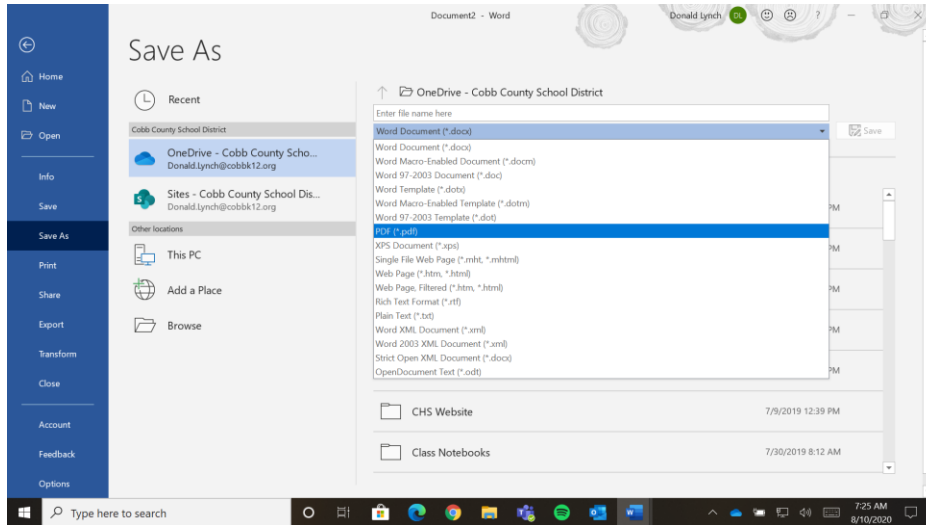 Document2 - Word
Donald Lynch
DL
?
Save As
Home
New
Open
Info
Save
Save As
Print
Share
Export
Transform
Close
Account
Feedback
Options
Recent
Cobb County School District
OneDrive - Cobb County Scho...
Donald.Lynch@cobbk12.org
Sites - Cobb County School Dis...
Donald.Lynch@cobbk12.org
Other locations
This PC
Add a Place
Browse
OneDrive - Cobb County School District
Enter file name here
Word Document (*.docx)
Save
Word Document (*.docx)
Word Macro-Enabled Document (*.docm)
Word 97-2003 Document (*.doc)
Word Template (*.dotx)
Word Macro-Enabled Template (*.dotm)
Word 97-2003 Template (*.dot)
PDF (*.pdf)
XPS Document (*.xps)
Single File Web Page (*.mht, *.mhtml)
Web Page (*.htm, *.html)
Web Page, Filtered (*.htm, *.html)
Rich Text Format (*.rtf)
Plain Text (*.txt)
Word XML Document (*.xml)
Word 2003 XML Document (*.xml)
Strict Open XML Document (*.docx)
OpenDocument Text (*.odt)
PM
PM
PM
PM
PM
CHS Website 7/9/2019 12:39 PM
Class Notebooks 7/30/2019 8:12 AM
Type here to search
7:25 AM
8/10/2020